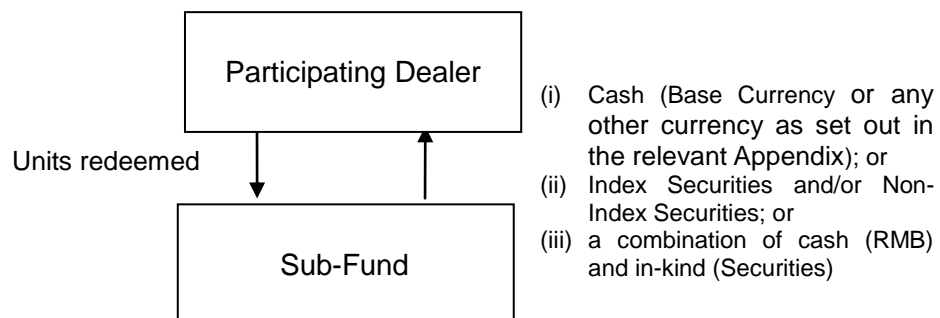 Participating Dealer
Units redeemed
(i) Cash (Base Currency or any
other currency as set out in
the relevant Appendix); or
(ii) Index Securities and/or Non-
Index Securities; or
(iii) a combination of cash (RMB)
and in-kind (Securities)
Sub-Fund